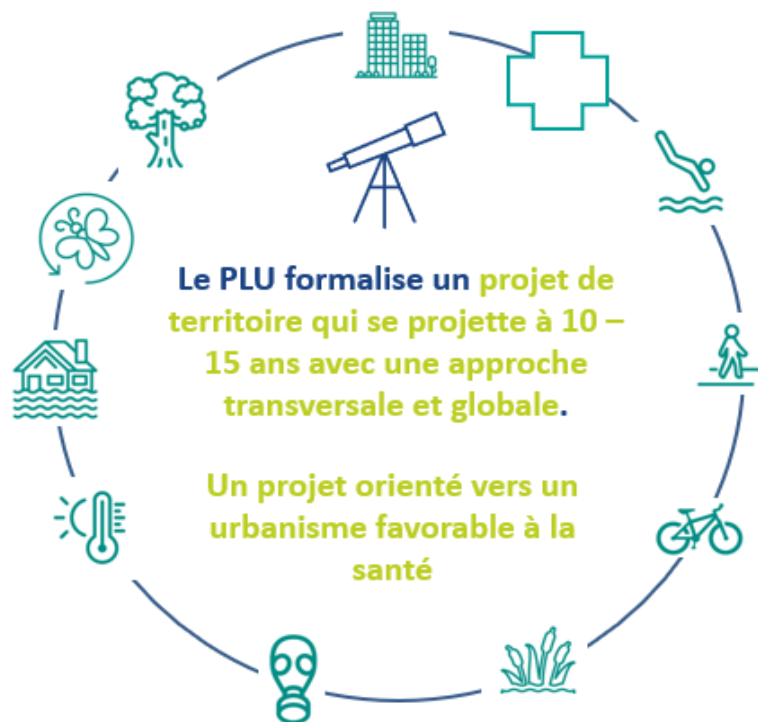 Le PLU formalise un projet de
territoire qui se projette à 10 –
15 ans avec une approche
transversale et globale.
Un projet orienté vers un
urbanisme favorable à la
santé